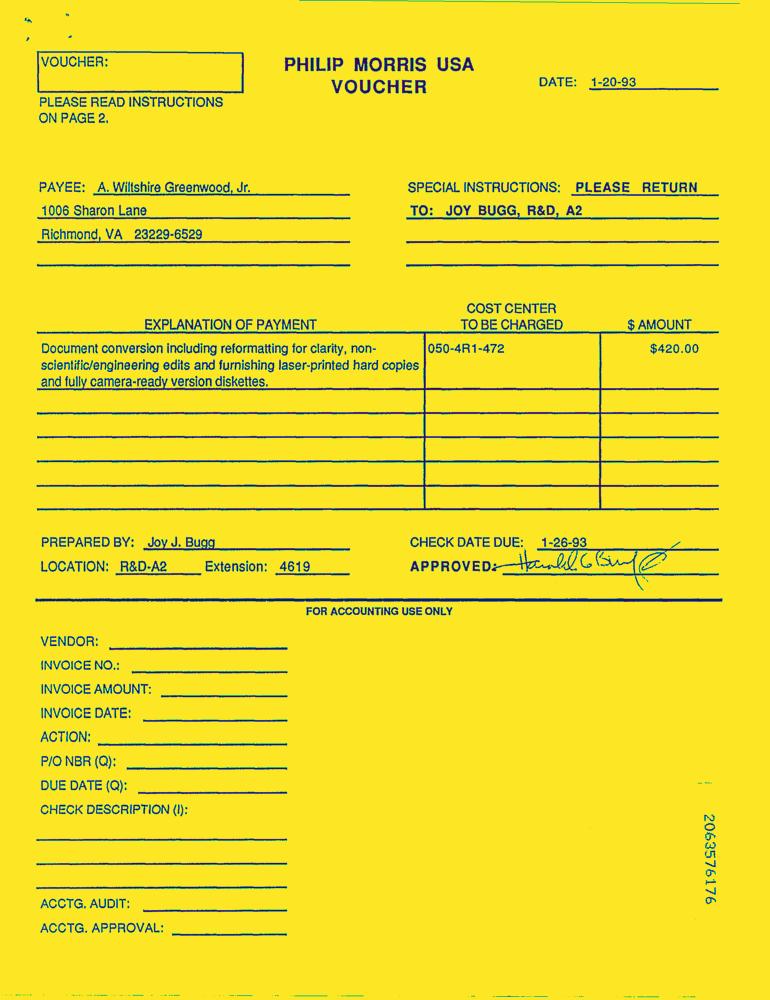 VOUCHER:
PHILIP MORRIS USA
VOUCHER
DATE: 1-20-93
PLEASE READ INSTRUCTIONS
ON PAGE 2.
PAYEE: A. Wiltshire Greenwood, Jr.
1006 Sharon Lane
Richmond, VA 23229-6529
SPECIAL INSTRUCTIONS: PLEASE RETURN
TO: JOY BUGG, R&D, A2
EXPLANATION OF PAYMENT
COST CENTER
TO BE CHARGED
$ AMOUNT
Document conversion including reformatting for clarity, non-
scientific/engineering edits and furnishing laser-printed hard copies
and fully camera-ready version diskettes.
050-4R1-472
$420.00
PREPARED BY: Joy J. Bugg
LOCATION: R&D-A2 Extension: 4619
CHECK DATE DUE: 1-26-93
APPROVED:
FOR ACCOUNTING USE ONLY
VENDOR:
INVOICE NO.:
INVOICE AMOUNT:
INVOICE DATE:
ACTION:
P/O NBR (Q):
DUE DATE (Q):
CHECK DESCRIPTION (I):
ACCTG. AUDIT:
ACCTG. APPROVAL:
2063576176